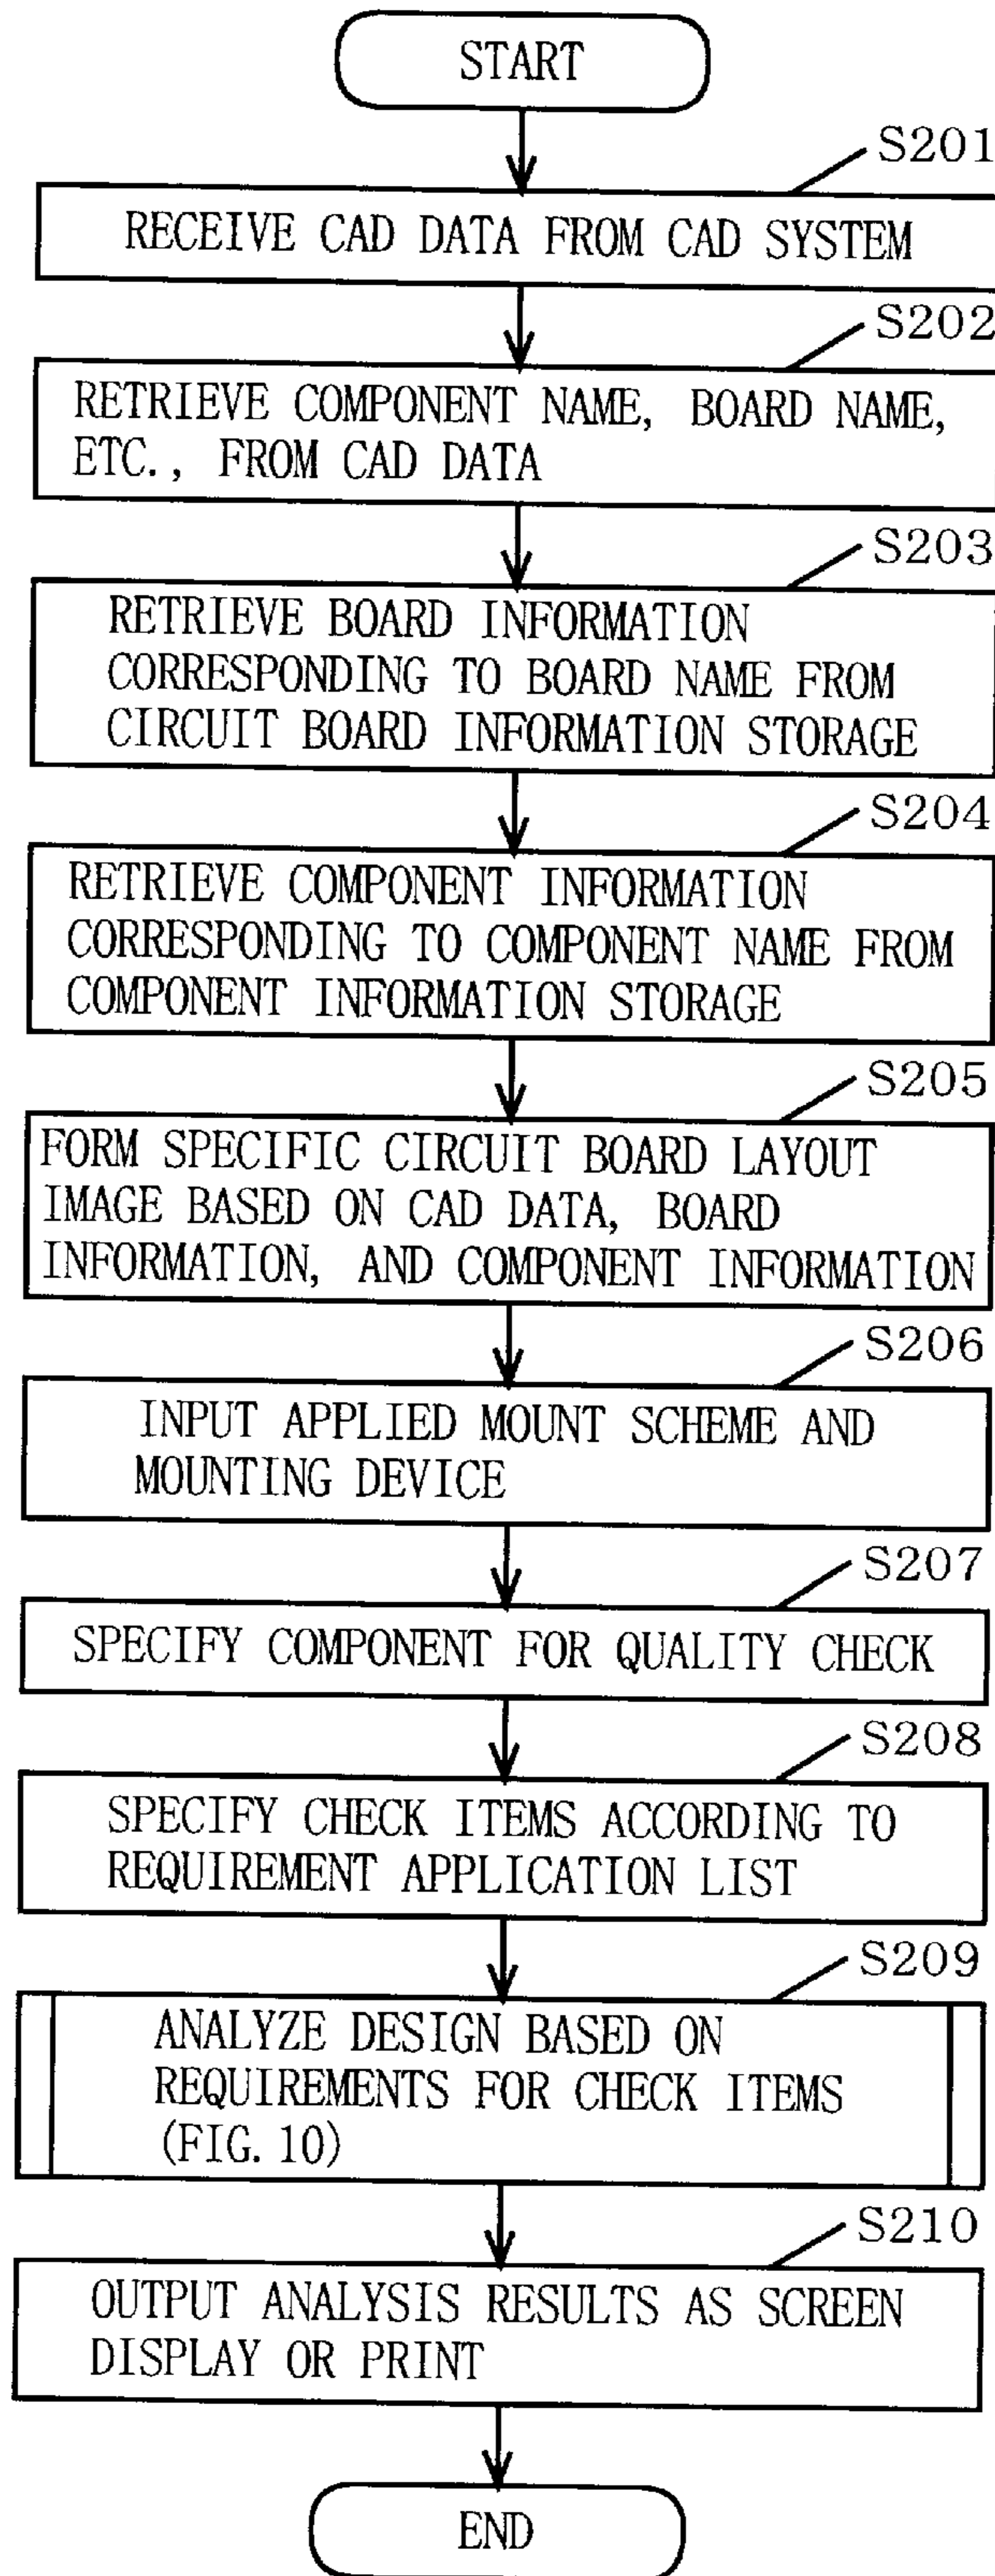 START
S201
RECEIVE CAD DATA FROM CAD SYSTEM
S202
RETRIEVE COMPONENT NAME, BOARD NAME,
ETC., FROM CAD DATA
S203
RETRIEVE BOARD INFORMATION
CORRESPONDING TO BOARD NAME FROM
CIRCUIT BOARD INFORMATION STORAGE
S204
RETRIEVE COMPONENT INFORMATION
CORRESPONDING TO COMPONENT NAME FROM
COMPONENT INFORMATION STORAGE
S205
FORM SPECIFIC CIRCUIT BOARD LAYOUT
IMAGE BASED ON CAD DATA, BOARD
INFORMATION, AND COMPONENT INFORMATION
S206
INPUT APPLIED MOUNT SCHEME AND
MOUNTING DEVICE
S207
SPECIFY COMPONENT FOR QUALITY CHECK
S208
SPECIFY CHECK ITEMS ACCORDING TO
REQUIREMENT APPLICATION LIST
S209
ANALYZE DESIGN BASED ON
REQUIREMENTS FOR CHECK ITEMS
(FIG. 10)
S210
OUTPUT ANALYSIS RESULTS AS SCREEN
DISPLAY OR PRINT
END